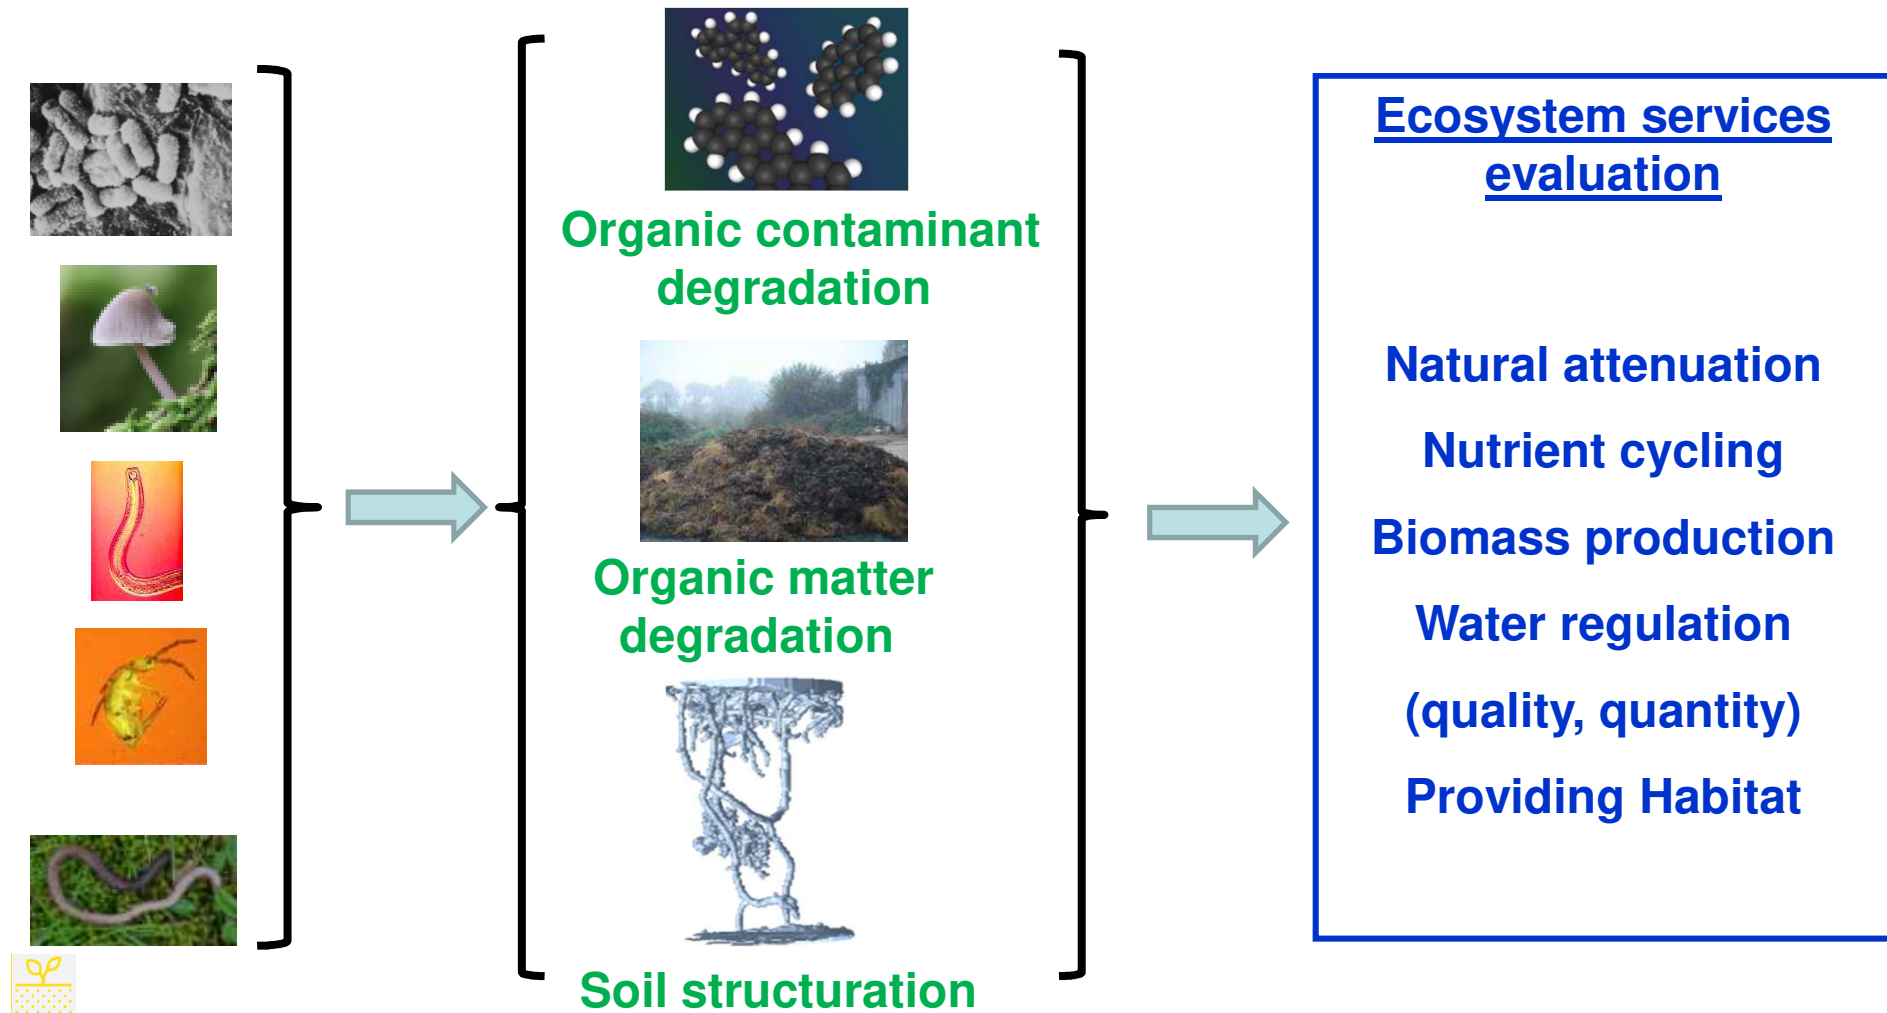 Organic contaminant
degradation
Organic matter
degradation
Soil structuration
Ecosystem services
evaluation
Natural attenuation
Nutrient cycling
Biomass production
Water regulation
(quality, quantity)
Providing Habitat